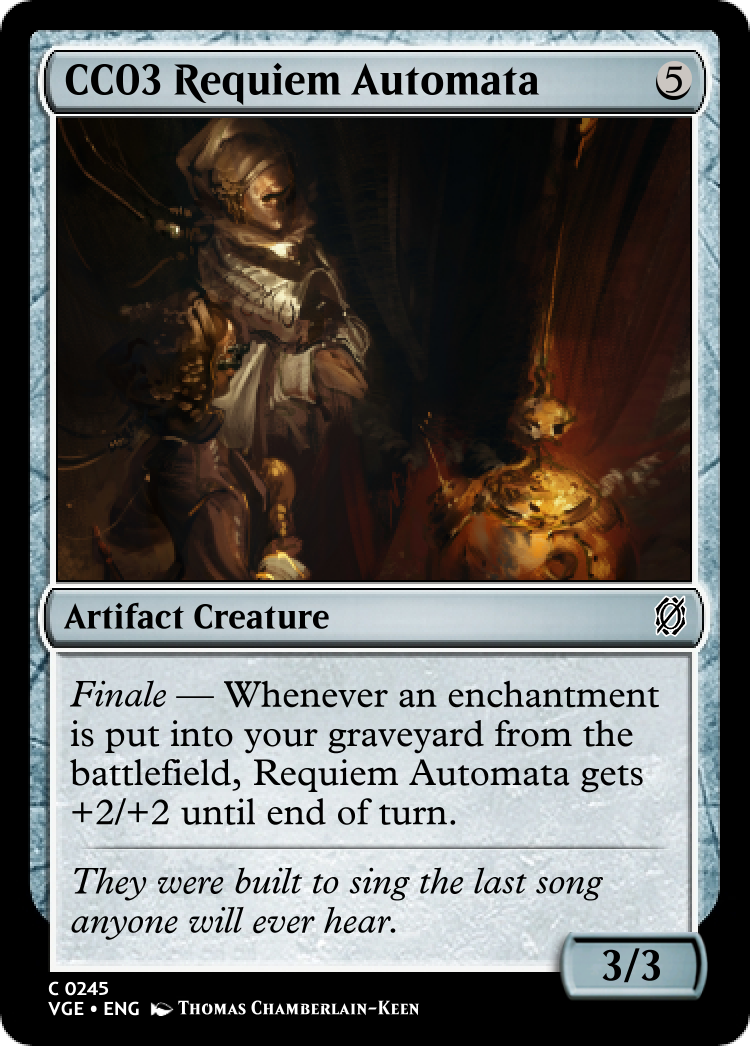 CC03 Requiem Automata 5
Artifact Creature
Finale — Whenever an enchantment
is put into your graveyard from the
battlefield, Requiem Automata gets
+2/+2 until end of turn.
They were built to sing the last song
anyone will ever hear.
3/3
C 0245
VGE • ENG Thomas Chamberlain-Keen